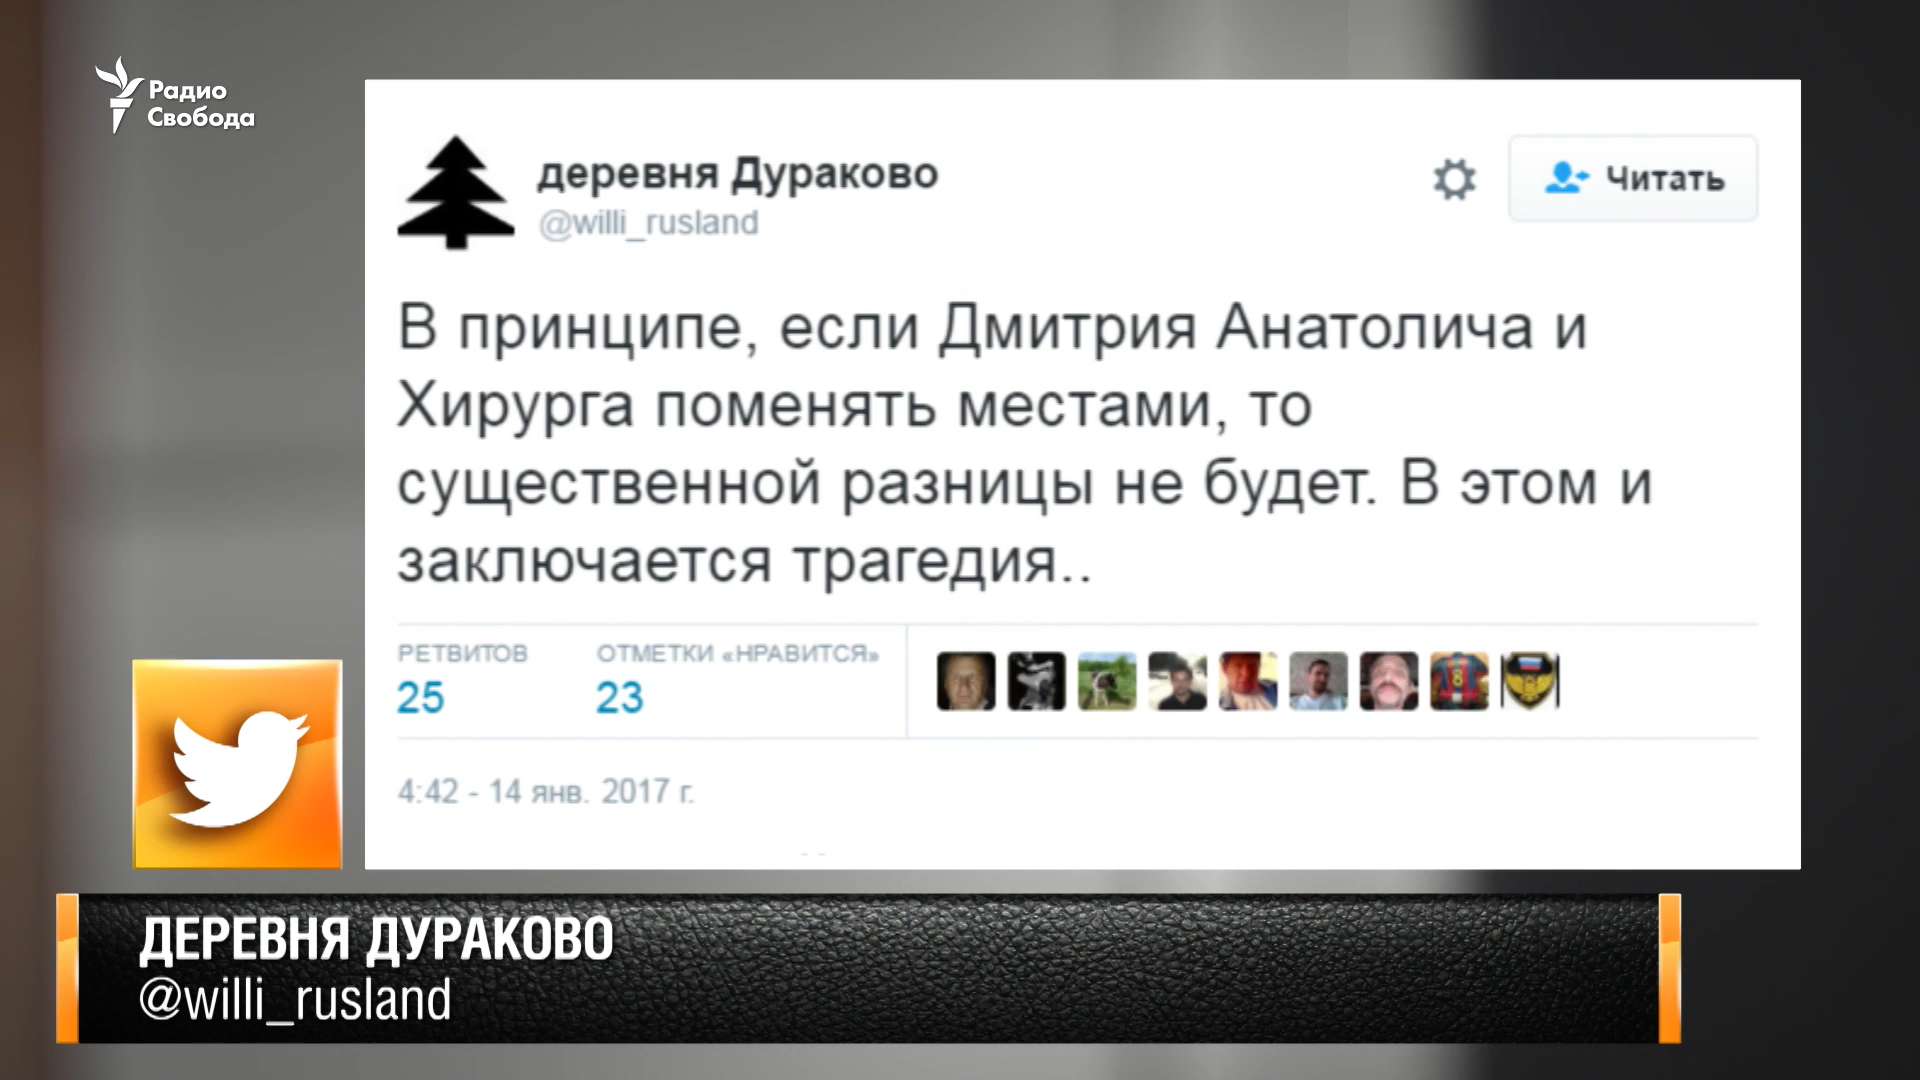 Радио
Свобода
деревня Дураково
@willi_rusland
Читать
В принципе, если Дмитрия Анатолича и
Хирурга поменять местами, то
существенной разницы не будет. В этом и
заключается трагедия..
РЕТВИТОВ
25
ОТМЕТКИ «НРАВИТСЯ»
23
8
4:42 - 14 янв. 2017 г.
ДЕРЕВНЯ ДУРАКОВО
@willi_rusland